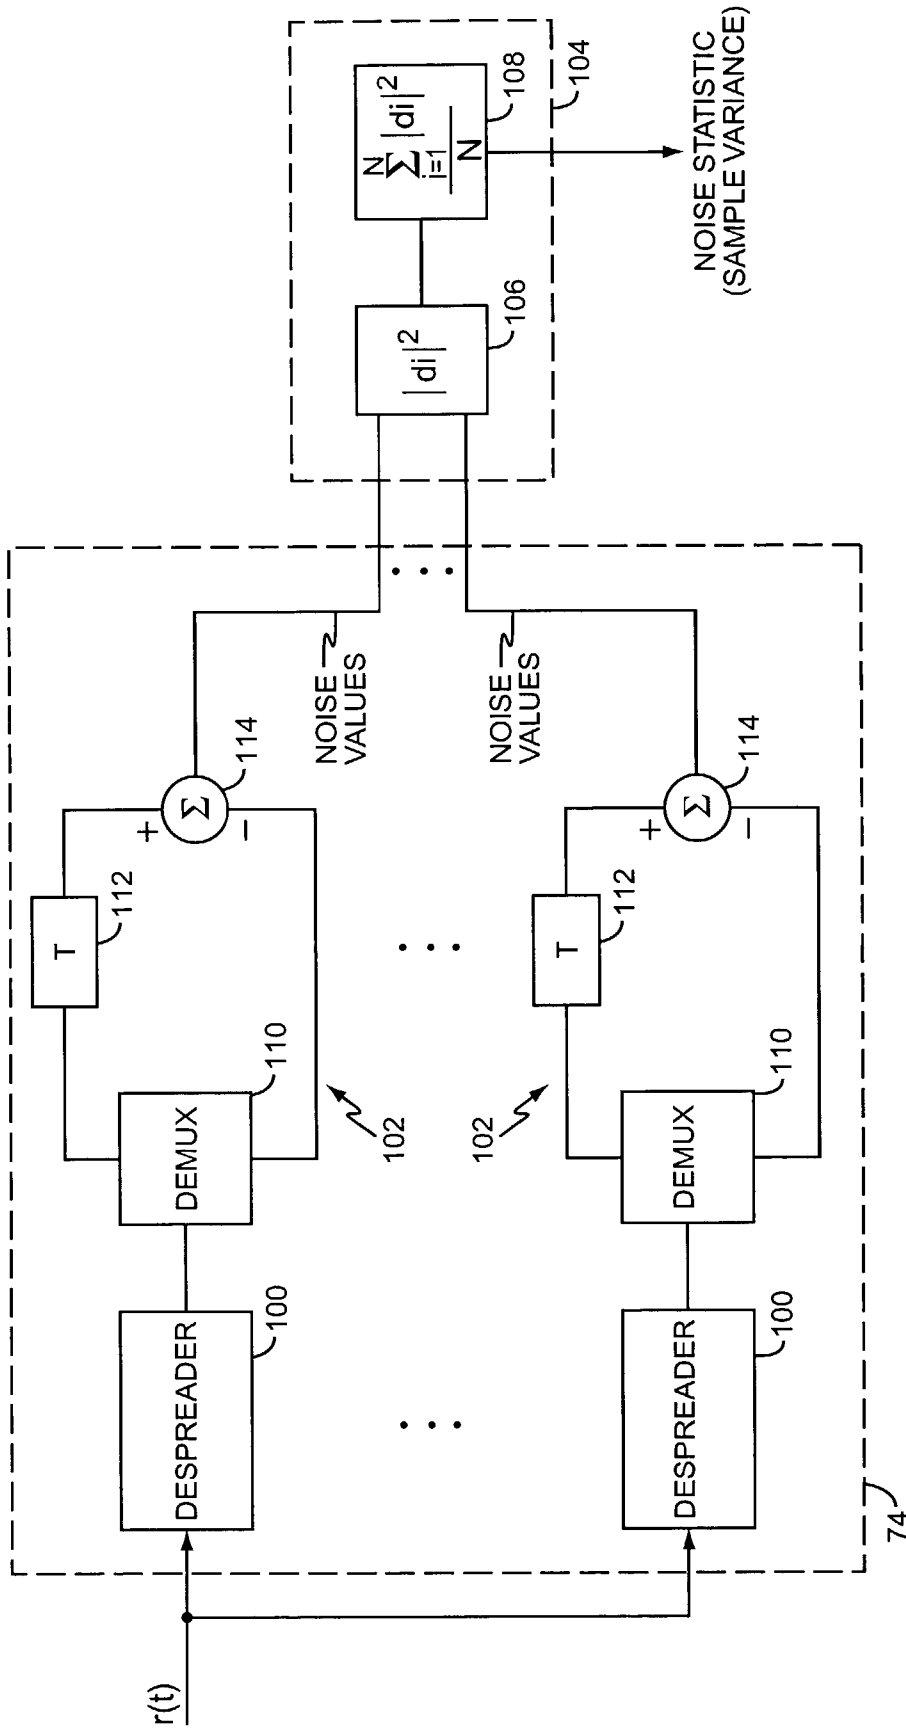 r(t)
DESPREADER
100
DEMUX
110
T
112
+
-
Σ
114
102
NOISE
VALUES
DESPREADER
100
DEMUX
110
T
112
+
-
Σ
114
102
NOISE
VALUES
74
|di|²
106
N
Σ |di|²
i=1
N
108
104
NOISE STATISTIC
(SAMPLE VARIANCE)